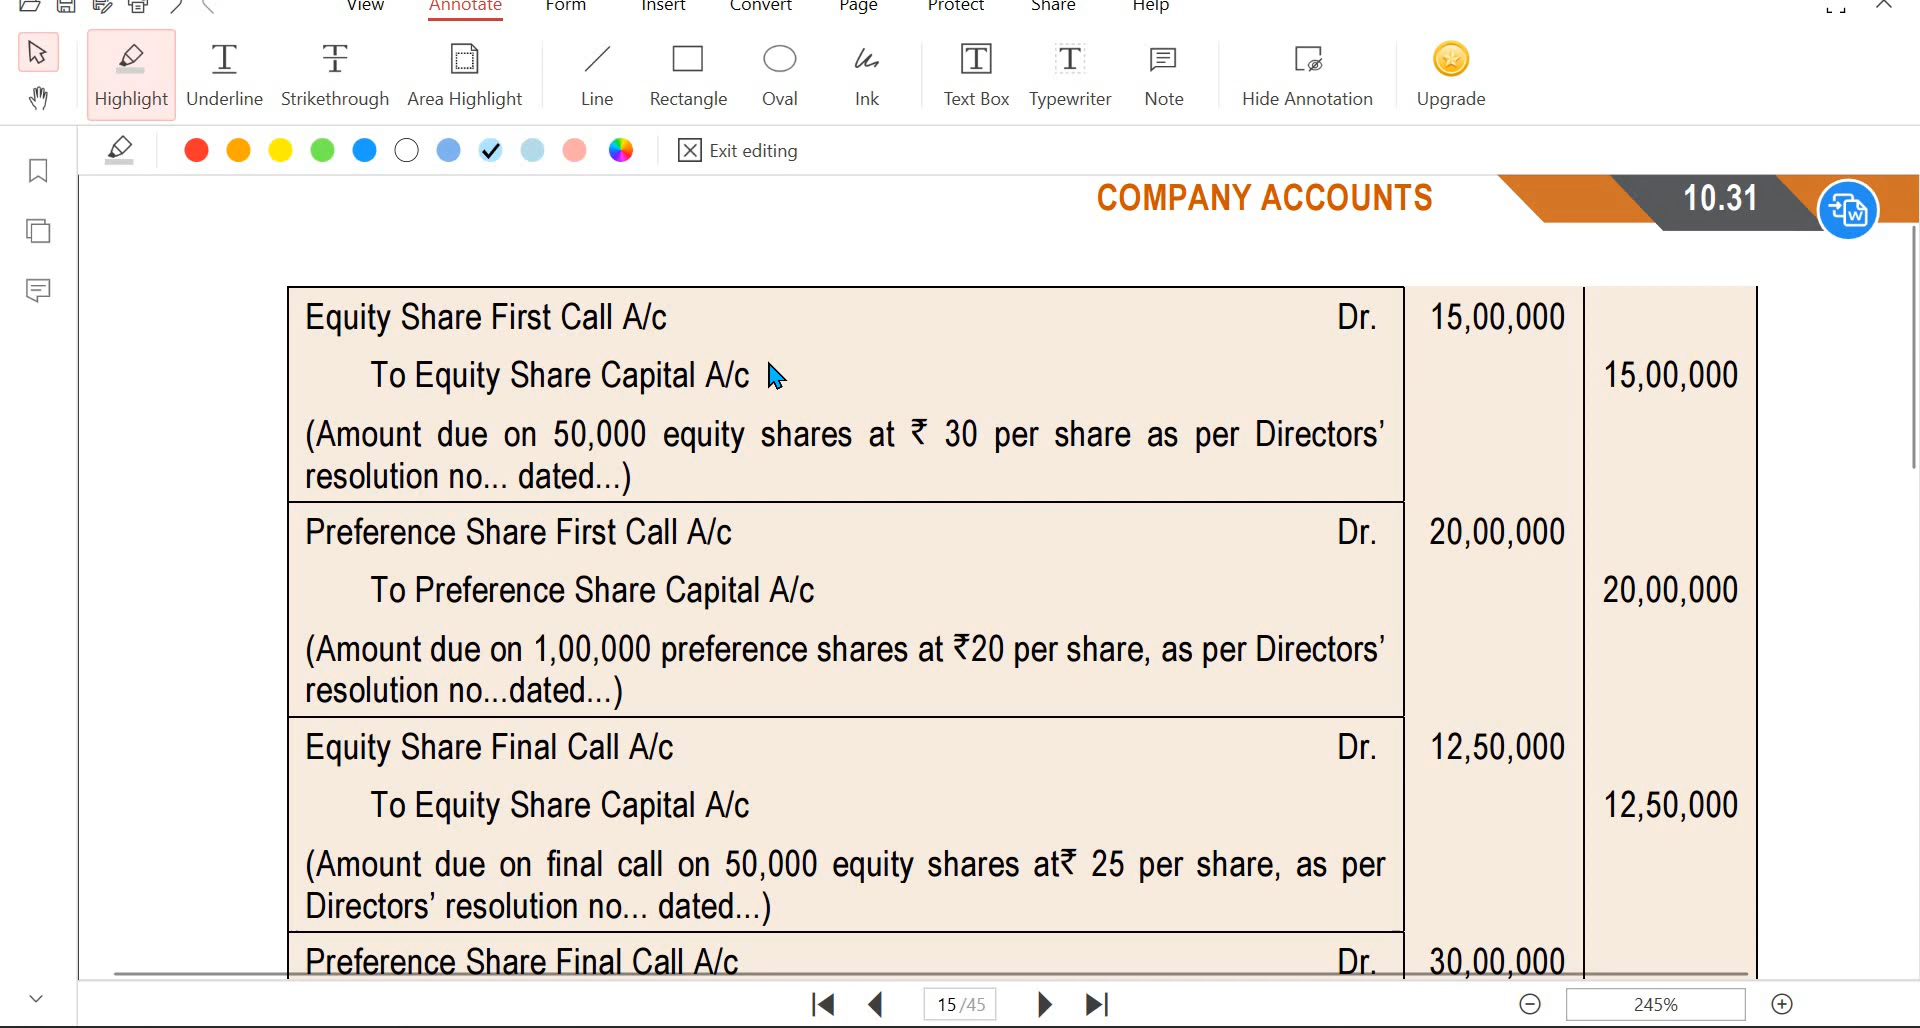 View Annotate Form Insert Convert Page Protect Share Help
Highlight Underline Strikethrough Area Highlight Line Rectangle Oval Ink Text Box Typewriter Note Hide Annotation Upgrade
Exit editing
COMPANY ACCOUNTS 10.31
Equity Share First Call A/c Dr. 15,00,000
To Equity Share Capital A/c 15,00,000
(Amount due on 50,000 equity shares at ₹ 30 per share as per Directors’
resolution no... dated...)
Preference Share First Call A/c Dr. 20,00,000
To Preference Share Capital A/c 20,00,000
(Amount due on 1,00,000 preference shares at ₹20 per share, as per Directors’
resolution no...dated...)
Equity Share Final Call A/c Dr. 12,50,000
To Equity Share Capital A/c 12,50,000
(Amount due on final call on 50,000 equity shares at₹ 25 per share, as per
Directors’ resolution no... dated...)
Preference Share Final Call A/c Dr. 30,00,000
15 /45 245%